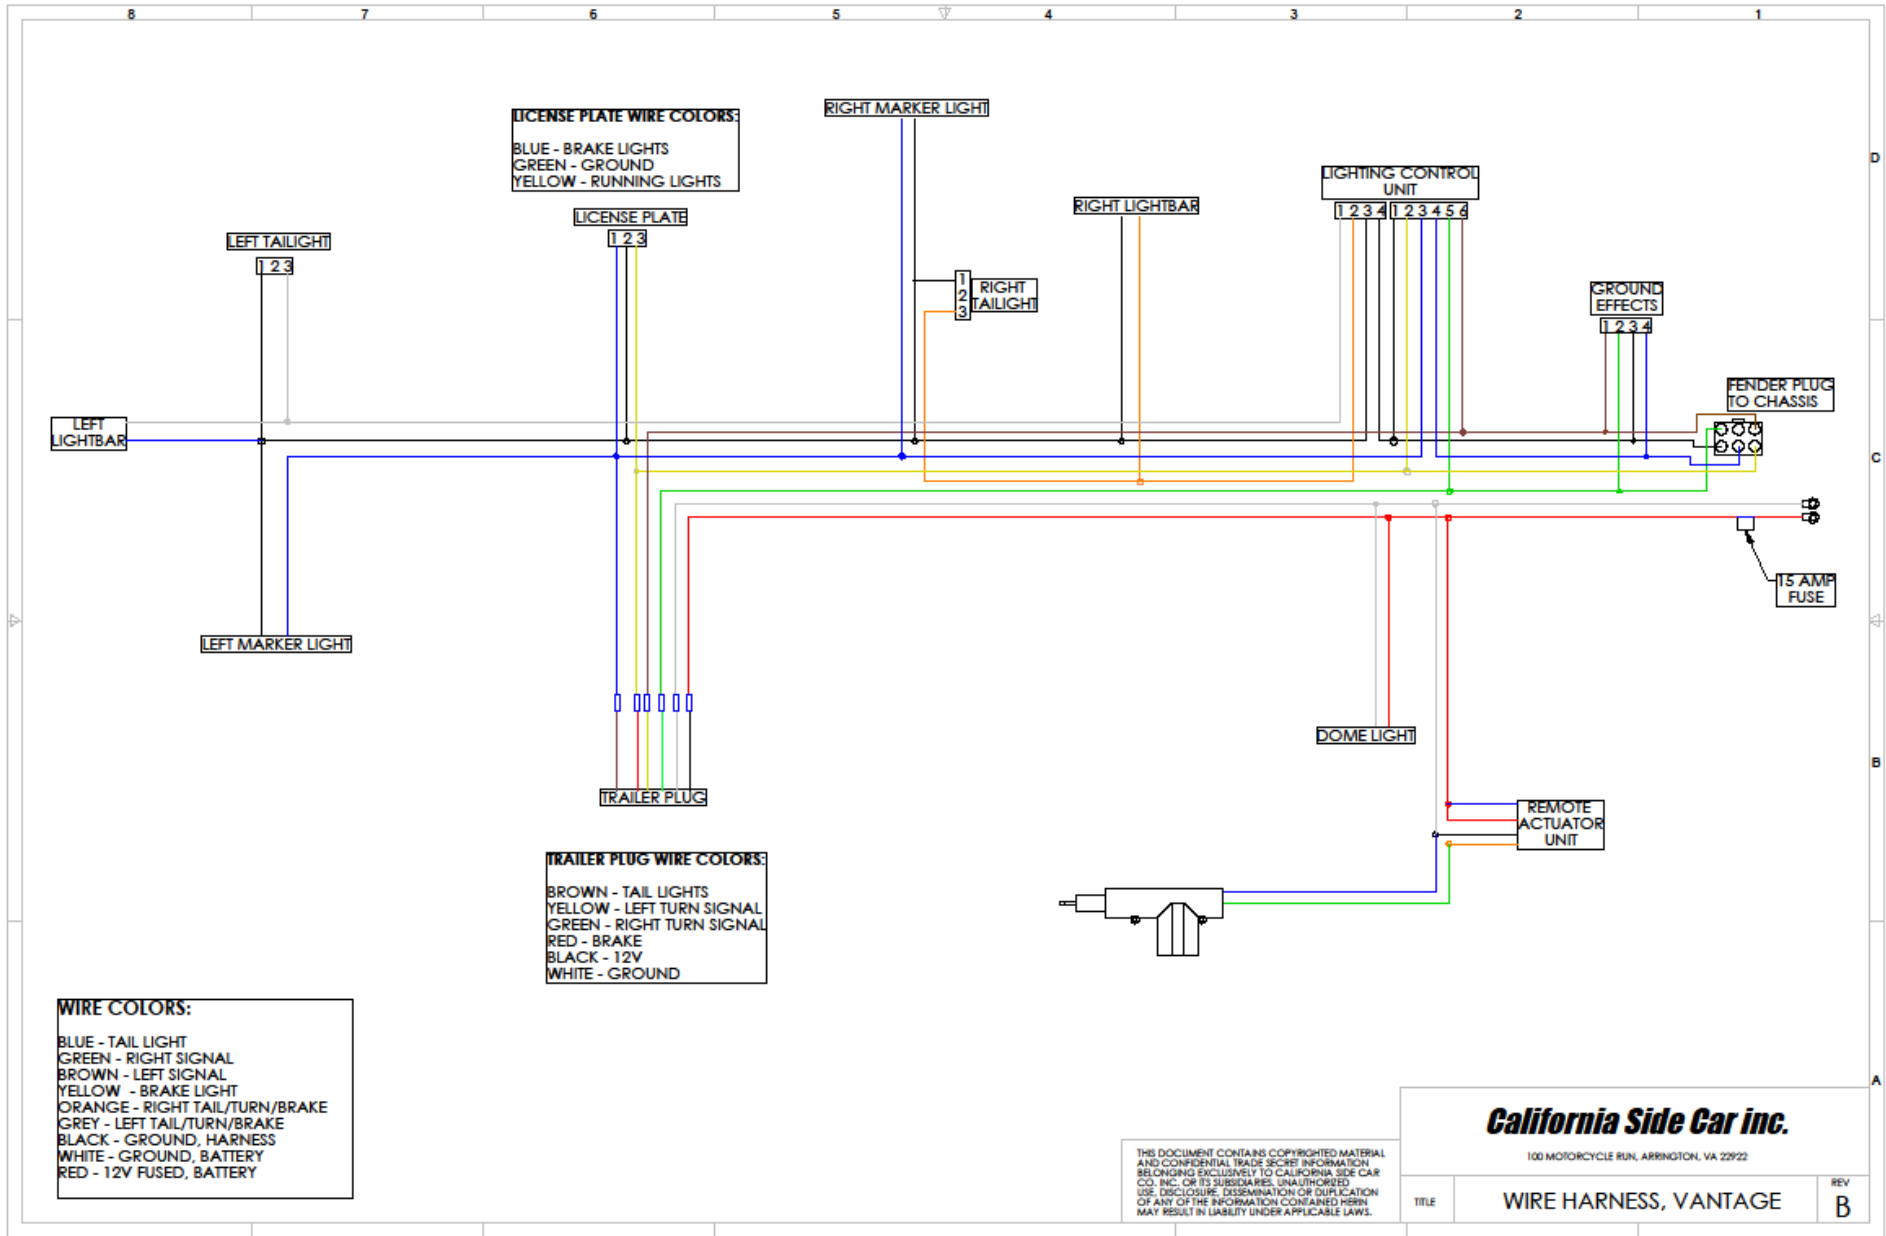 8 7 6 5 4 3 2 1
D
C
B
A
LICENSE PLATE WIRE COLORS:
BLUE - BRAKE LIGHTS
GREEN - GROUND
YELLOW - RUNNING LIGHTS
RIGHT MARKER LIGHT
LICENSE PLATE
1 2 3
LEFT TAILIGHT
1 2 3
RIGHT LIGHTBAR
LIGHTING CONTROL
UNIT
1 2 3 4 1 2 3 4 5 6
1
2
3
RIGHT
TAILIGHT
GROUND
EFFECTS
1 2 3 4
FENDER PLUG
TO CHASSIS
LEFT
LIGHTBAR
15 AMP
FUSE
LEFT MARKER LIGHT
DOME LIGHT
TRAILER PLUG
REMOTE
ACTUATOR
UNIT
TRAILER PLUG WIRE COLORS:
BROWN - TAIL LIGHTS
YELLOW - LEFT TURN SIGNAL
GREEN - RIGHT TURN SIGNAL
RED - BRAKE
BLACK - 12V
WHITE - GROUND
WIRE COLORS:
BLUE - TAIL LIGHT
GREEN - RIGHT SIGNAL
BROWN - LEFT SIGNAL
YELLOW - BRAKE LIGHT
ORANGE - RIGHT TAIL/TURN/BRAKE
GREY - LEFT TAIL/TURN/BRAKE
BLACK - GROUND, HARNESS
WHITE - GROUND, BATTERY
RED - 12V FUSED, BATTERY
THIS DOCUMENT CONTAINS COPYRIGHTED MATERIAL
AND CONFIDENTIAL TRADE SECRET INFORMATION
BELONGING EXCLUSIVELY TO CALIFORNIA SIDE CAR
CO. INC. OR ITS SUBSIDIARIES. UNAUTHORIZED
USE, DISCLOSURE, DISSEMINATION OR DUPLICATION
OF ANY OF THE INFORMATION CONTAINED HERIN
MAY RESULT IN LIABILITY UNDER APPLICABLE LAWS.
California Side Car inc.
100 MOTORCYCLE RUN, ARRINGTON, VA 22922
TITLE
WIRE HARNESS, VANTAGE
REV
B